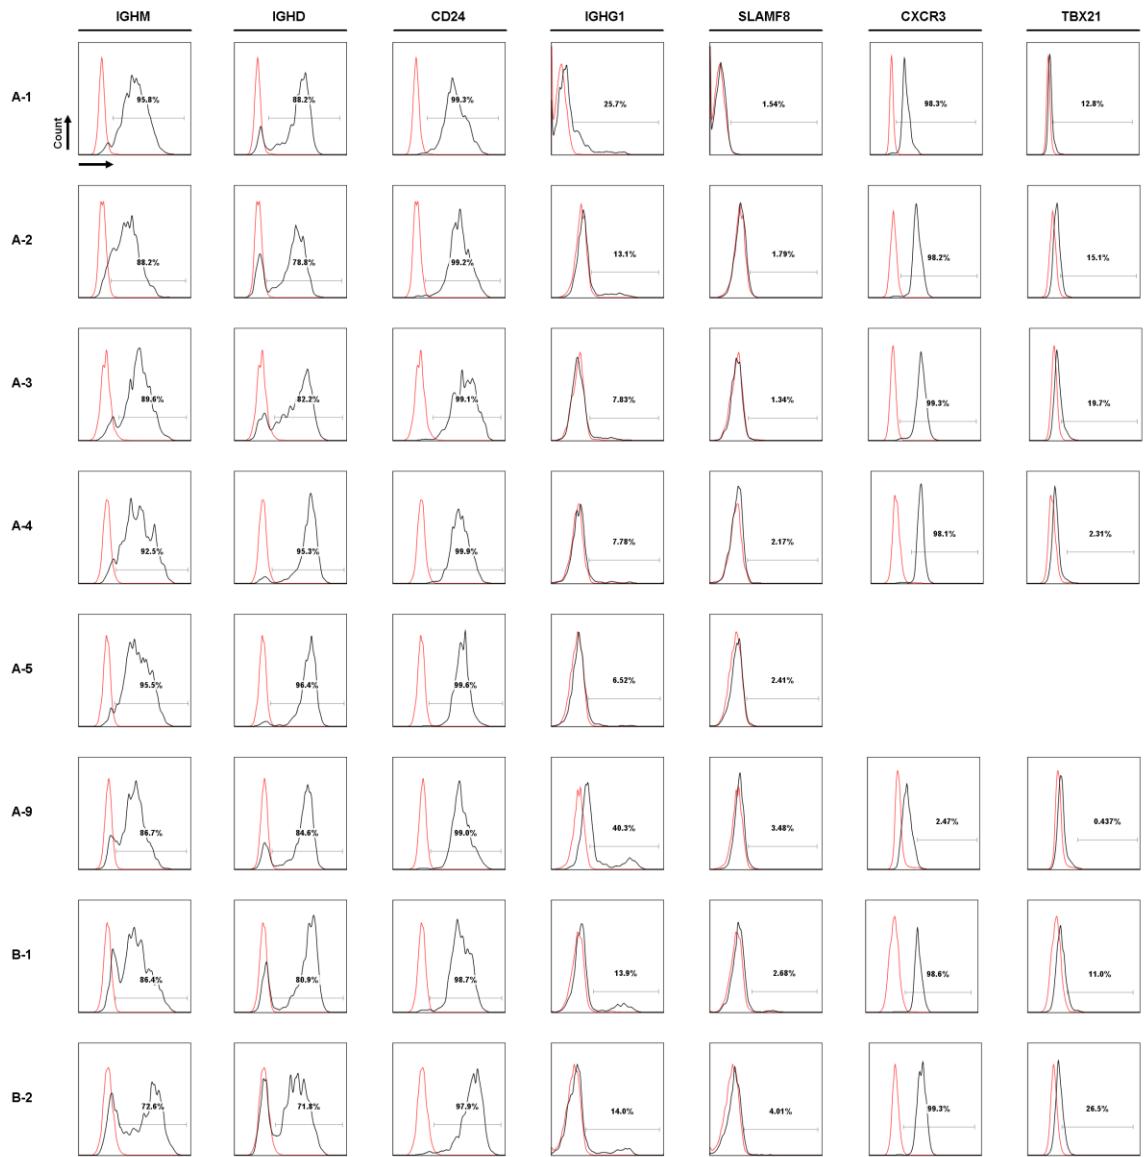 IGHM IGHD CD24 IGHG1 SLAMF8 CXCR3 TBX21
A-1 95.8% 88.2% 99.3% 25.7% 1.54% 98.3% 12.8%
Count
A-2 88.2% 78.8% 99.2% 13.1% 1.79% 98.2% 15.1%
A-3 89.6% 82.2% 99.1% 7.83% 1.34% 99.3% 19.7%
A-4 92.5% 95.3% 99.9% 7.78% 2.17% 98.1% 2.31%
A-5 95.5% 96.4% 99.6% 6.52% 2.41%
A-9 86.7% 84.6% 99.0% 40.3% 3.48% 2.47% 0.437%
B-1 86.4% 80.9% 98.7% 13.9% 2.68% 98.6% 11.0%
B-2 72.6% 71.8% 97.9% 14.0% 4.01% 99.3% 26.5%